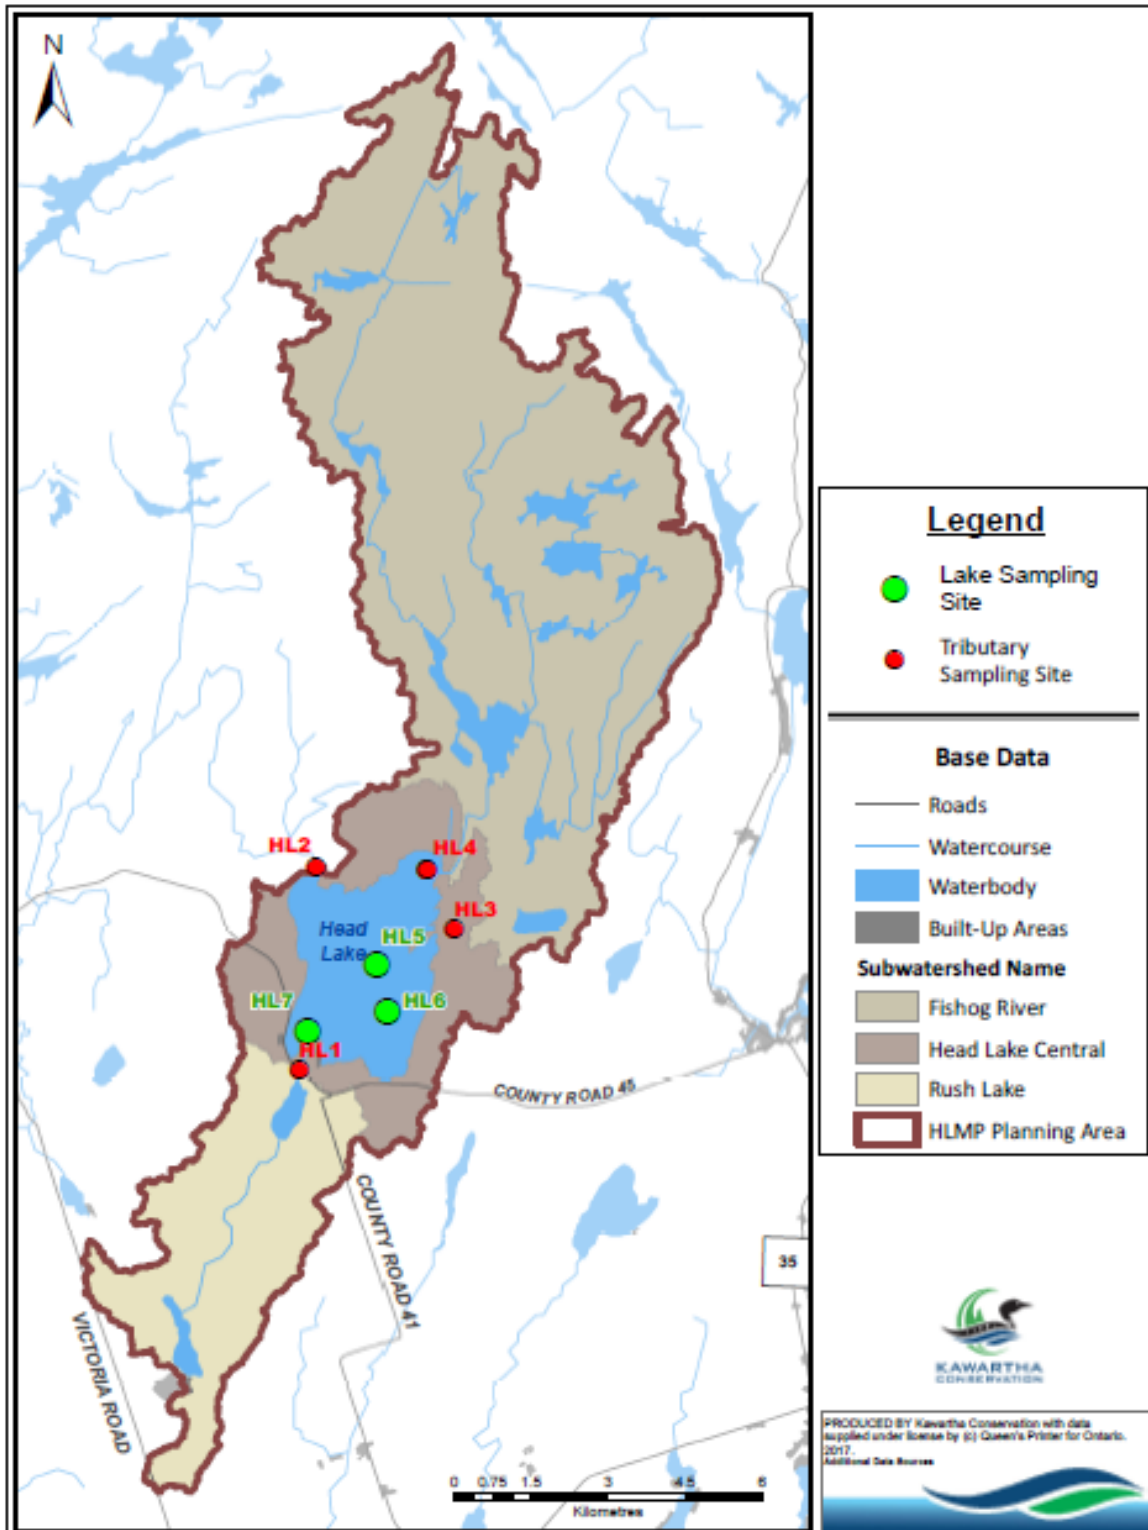 N
HL2
HL4
HL3
Head
Lake
HL5
HL7
HL6
HL1
COUNTY ROAD 45
COUNTY ROAD 41
VICTORIA ROAD
35
0 0.75 1.5 3 4.5 6
Kilometres
Legend
Lake Sampling
Site
Tributary
Sampling Site
Base Data
Roads
Watercourse
Waterbody
Built-Up Areas
Subwatershed Name
Fishog River
Head Lake Central
Rush Lake
HLMP Planning Area
KAWARTHA
CONSERVATION
PRODUCED BY Kawartha Conservation with data
supplied under license by (c) Queen's Printer for Ontario.
2017.
Additional Data Sources